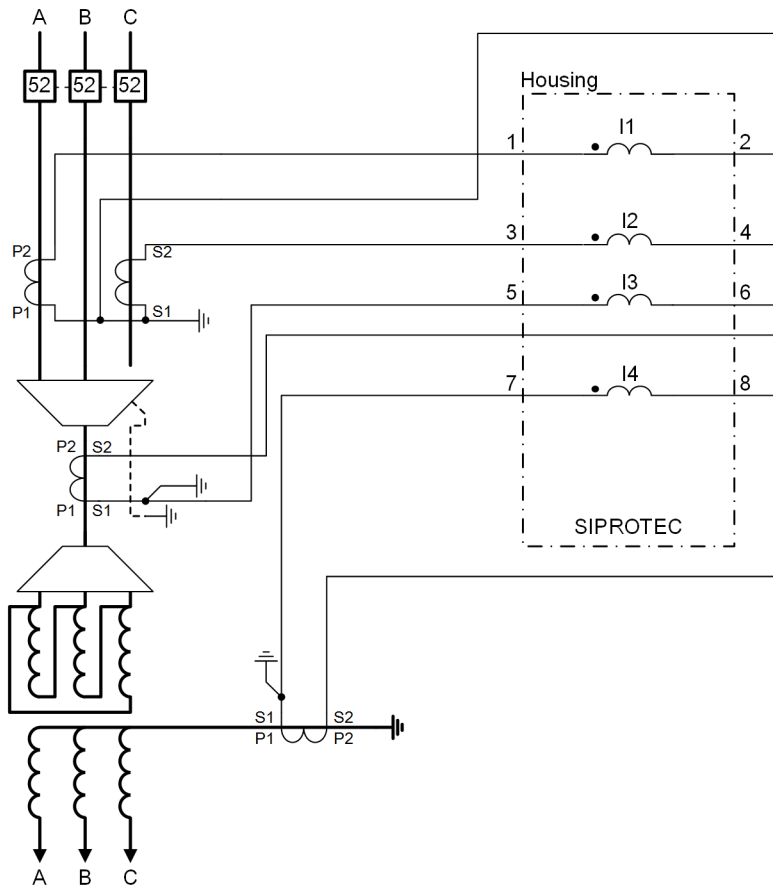 A B C
52 52 52
Housing
1 I1 2
P2 S2 3 I2 4
P1 S1 5 I3 6
7 I4 8
P2 S2
P1 S1
SIPROTEC
S1 S2
P1 P2
A B C